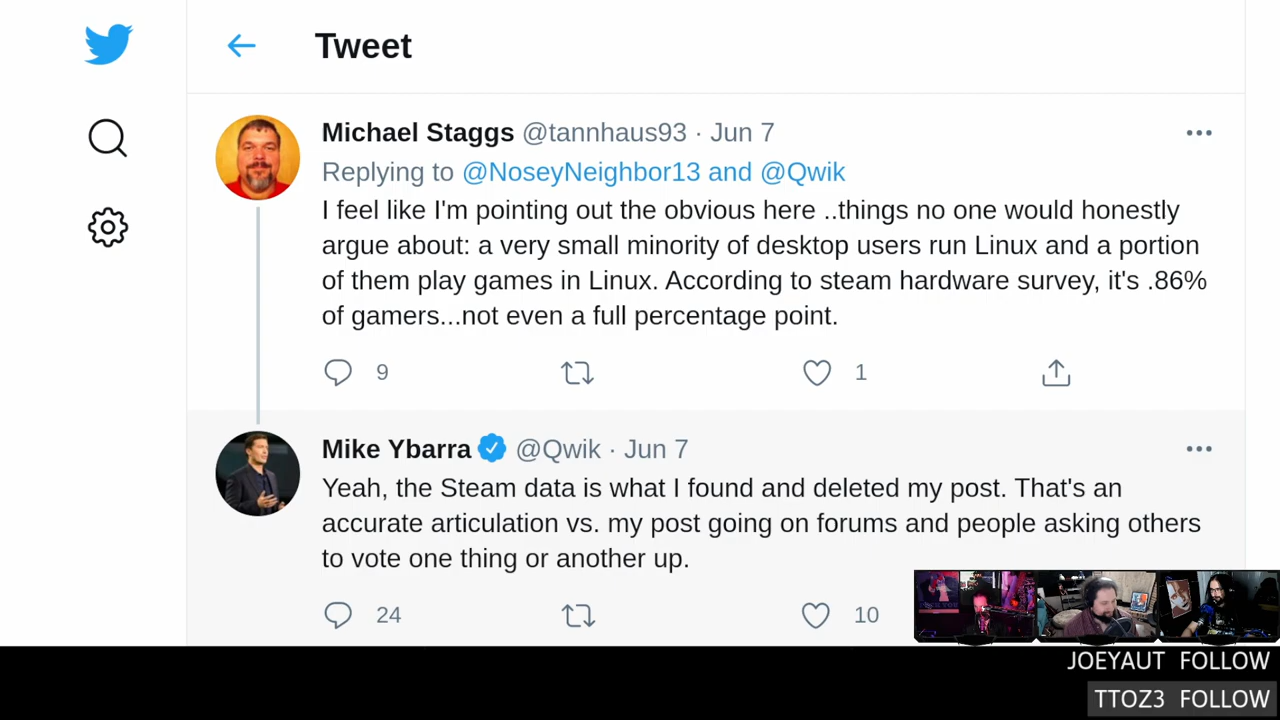 Tweet
Michael Staggs @tannhaus93 · Jun 7
Replying to @NoseyNeighbor13 and @Qwik
I feel like I'm pointing out the obvious here ..things no one would honestly
argue about: a very small minority of desktop users run Linux and a portion
of them play games in Linux. According to steam hardware survey, it's .86%
of gamers...not even a full percentage point.
9 1
Mike Ybarra @Qwik · Jun 7
Yeah, the Steam data is what I found and deleted my post. That's an
accurate articulation vs. my post going on forums and people asking others
to vote one thing or another up.
24 10
JOEYAUT FOLLOW
TTOZ3 FOLLOW